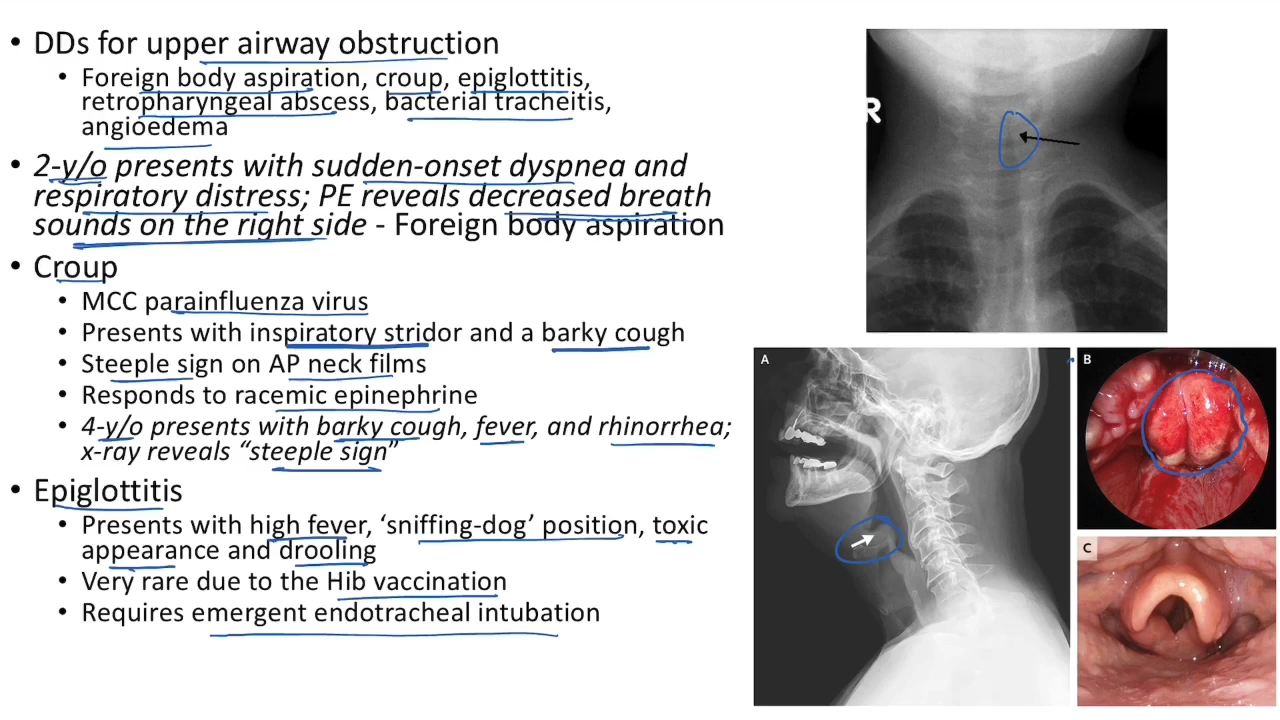 • DDs for upper airway obstruction
• Foreign body aspiration, croup, epiglottitis,
retropharyngeal abscess, bacterial tracheitis,
angioedema
• 2-y/o presents with sudden-onset dyspnea and
respiratory distress; PE reveals decreased breath
sounds on the right side - Foreign body aspiration
• Croup
• MCC parainfluenza virus
• Presents with inspiratory stridor and a barky cough
• Steeple sign on AP neck films
• Responds to racemic epinephrine
• 4-y/o presents with barky cough, fever, and rhinorrhea;
x-ray reveals “steeple sign”
• Epiglottitis
• Presents with high fever, ‘sniffing-dog’ position, toxic
appearance and drooling
• Very rare due to the Hib vaccination
• Requires emergent endotracheal intubation
R
A
B
C